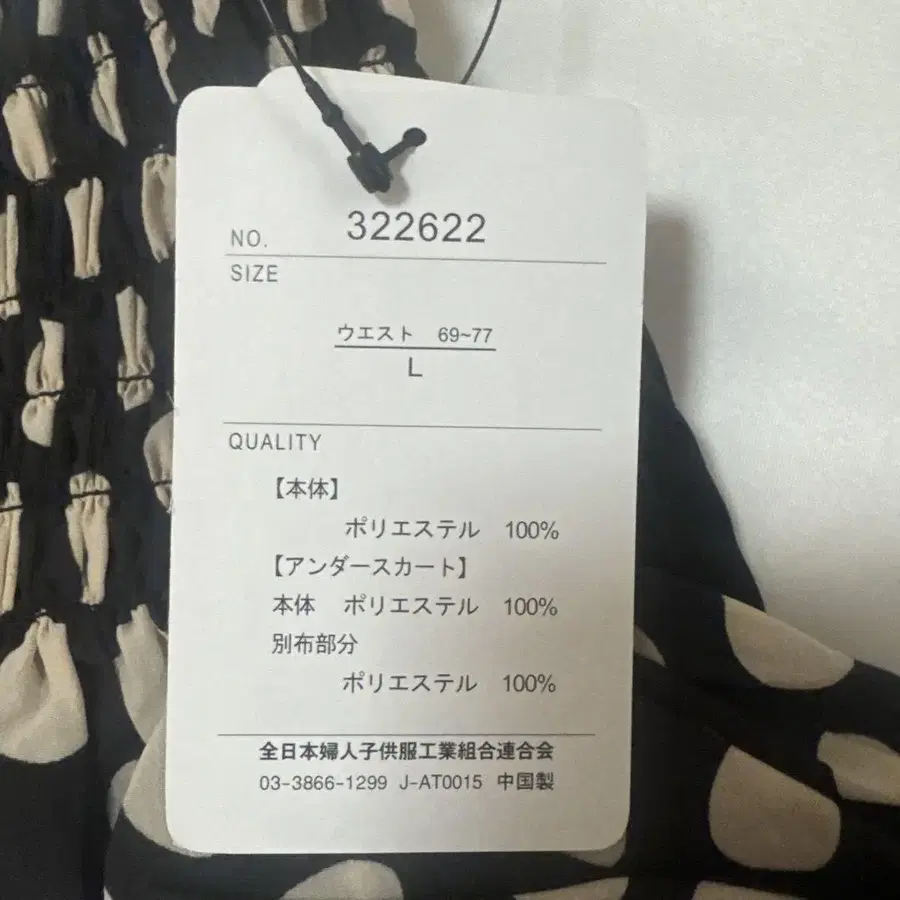 NO. 322622
SIZE
ウエスト 69~77
L
QUALITY
【本体】
ポリエステル 100%
【アンダースカート】
本体 ポリエステル 100%
別布部分
ポリエステル 100%
全日本婦人子供服工業組合連合会
03-3866-1299 J-AT0015 中国製